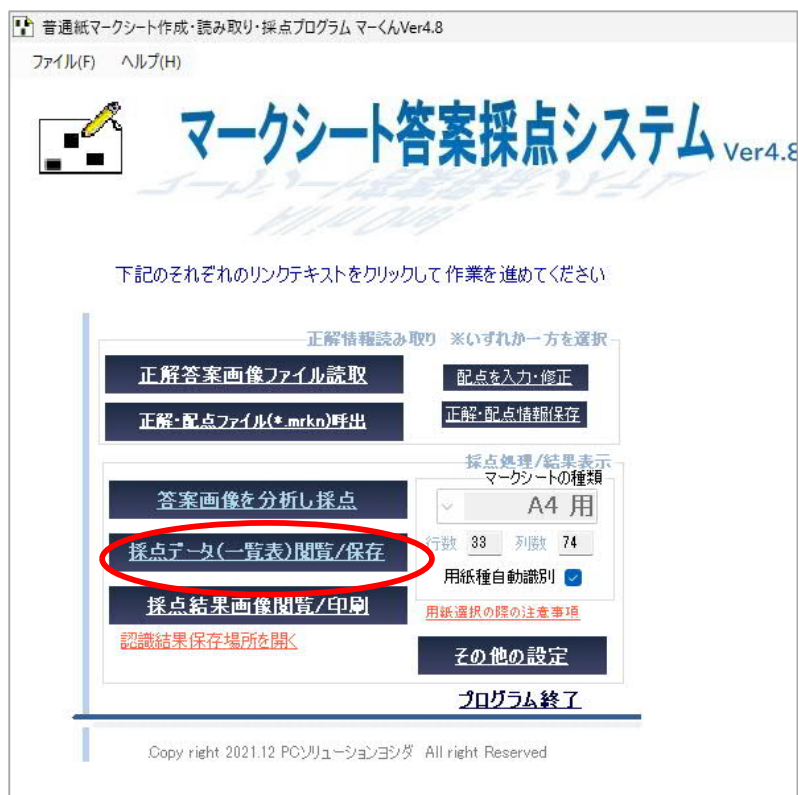 普通紙マークシート作成・読み取り・採点プログラム マーくんVer4.8
ファイル(F) ヘルプ(H)
マークシート答案採点システム Ver4.8
下記のそれぞれのリンクテキストをクリックして作業を進めてください
正解情報読み取り ※いずれか一方を選択
正解答案画像ファイル読取 配点を入力・修正
正解・配点ファイル(*.mrkn)呼出 正解・配点情報保存
採点処理/結果表示
マークシートの種類
答案画像を分析し採点 A4 用
採点データ(一覧表)閲覧/保存 行数 33 列数 74
用紙種自動識別
採点結果画像閲覧/印刷 用紙選択の際の注意事項
認識結果保存場所を開く
その他の設定
プログラム終了
Copy right 2021.12 PCソリューションヨシダ All right Reserved